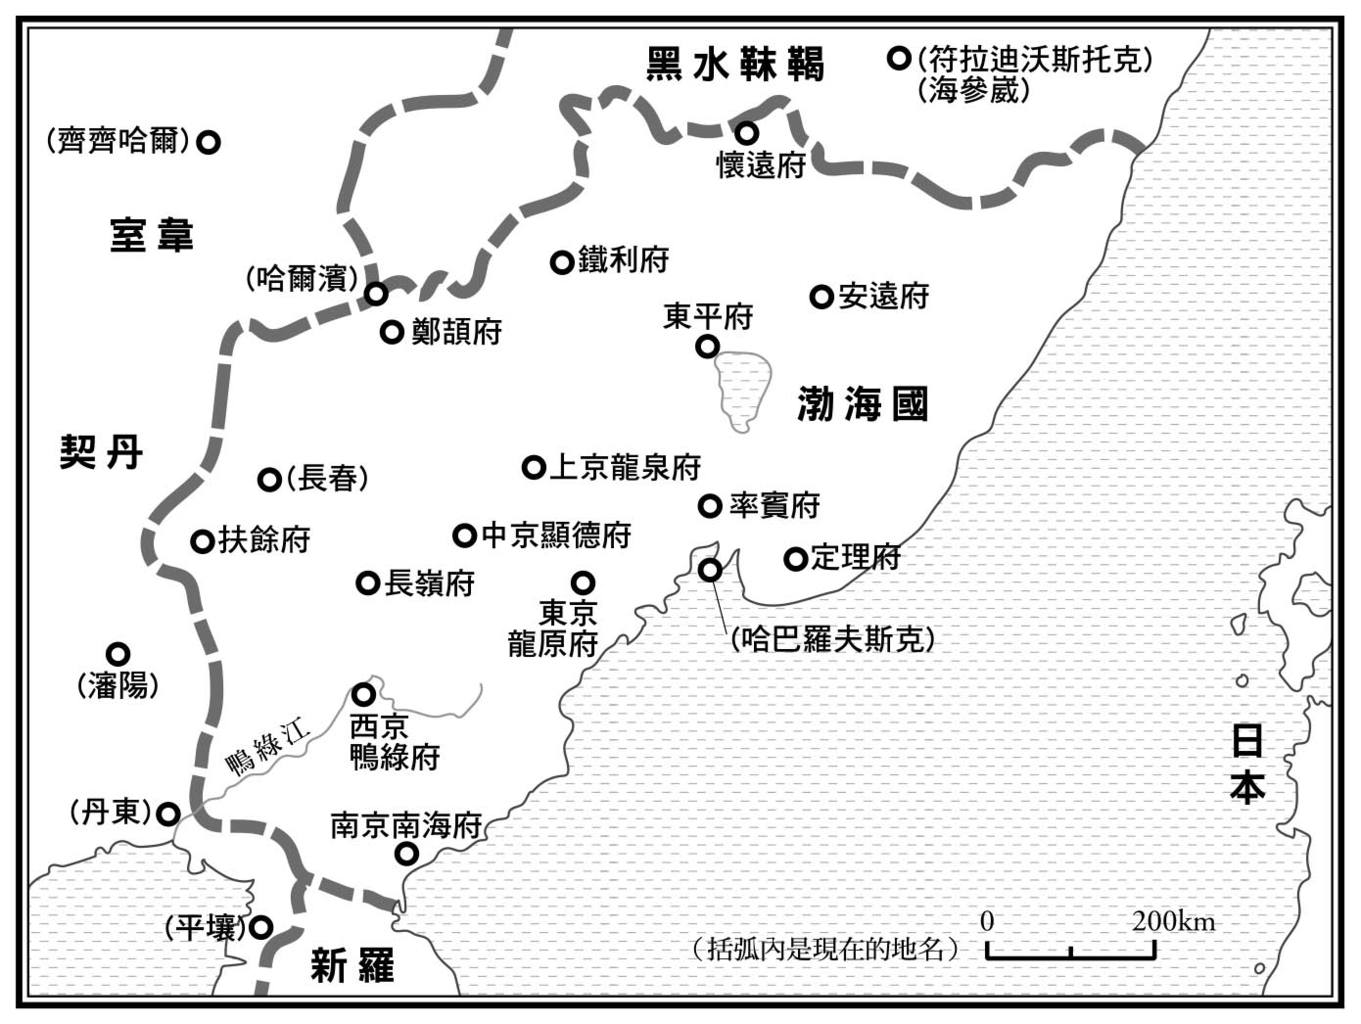 黑水靺鞨
(符拉迪沃斯托克)
(海參崴)
(齊齊哈爾)
懷遠府
室韋
(哈爾濱)
鐵利府
安遠府
東平府
鄭頡府
渤海國
契丹
(長春)
上京龍泉府
率賓府
扶餘府
中京顯德府
定理府
長嶺府
東京
龍原府
(哈巴羅夫斯克)
(瀋陽)
西京
鴨綠府
鴨綠江
日本
(丹東)
南京南海府
(平壤)
新羅
0 200km
（括弧內是現在的地名）